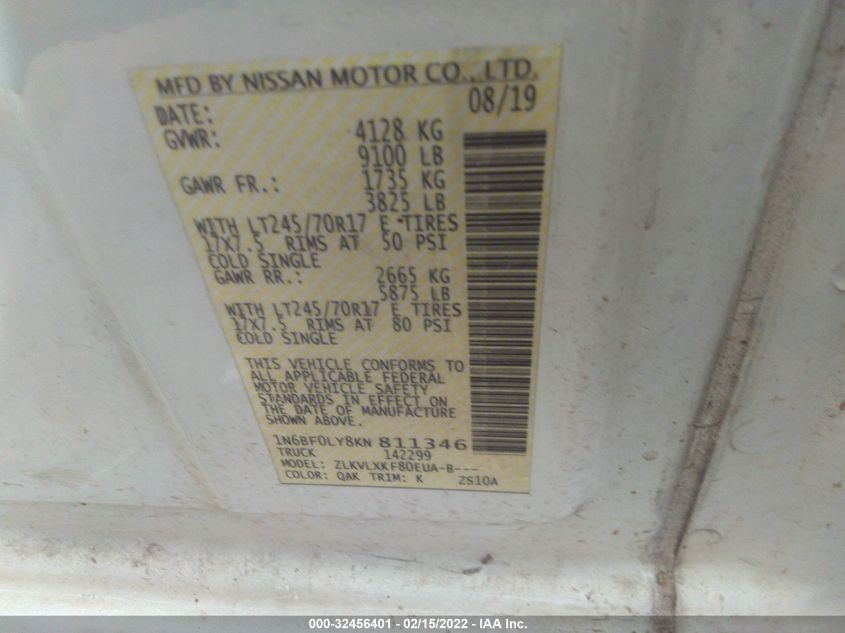 MFD BY NISSAN MOTOR CO., LTD.
DATE: 08/19
GVWR: 4128 KG
9100 LB
GAWR FR.: 1735 KG
3825 LB
WITH LT245/70R17 E TIRES
17X7.5 RIMS AT 50 PSI
COLD SINGLE
GAWR RR.: 2665 KG
5875 LB
WITH LT245/70R17 E TIRES
17X7.5 RIMS AT 80 PSI
COLD SINGLE
THIS VEHICLE CONFORMS TO
ALL APPLICABLE FEDERAL
MOTOR VEHICLE SAFETY
STANDARDS IN EFFECT ON
THE DATE OF MANUFACTURE
SHOWN ABOVE.
1N6BF0LY8KN 811346
TRUCK 142299
MODEL: ZLKVLXKF80EUA-B---
COLOR: QAK TRIM: K ZS10A
000-32456401 - 02/15/2022 - IAA Inc.